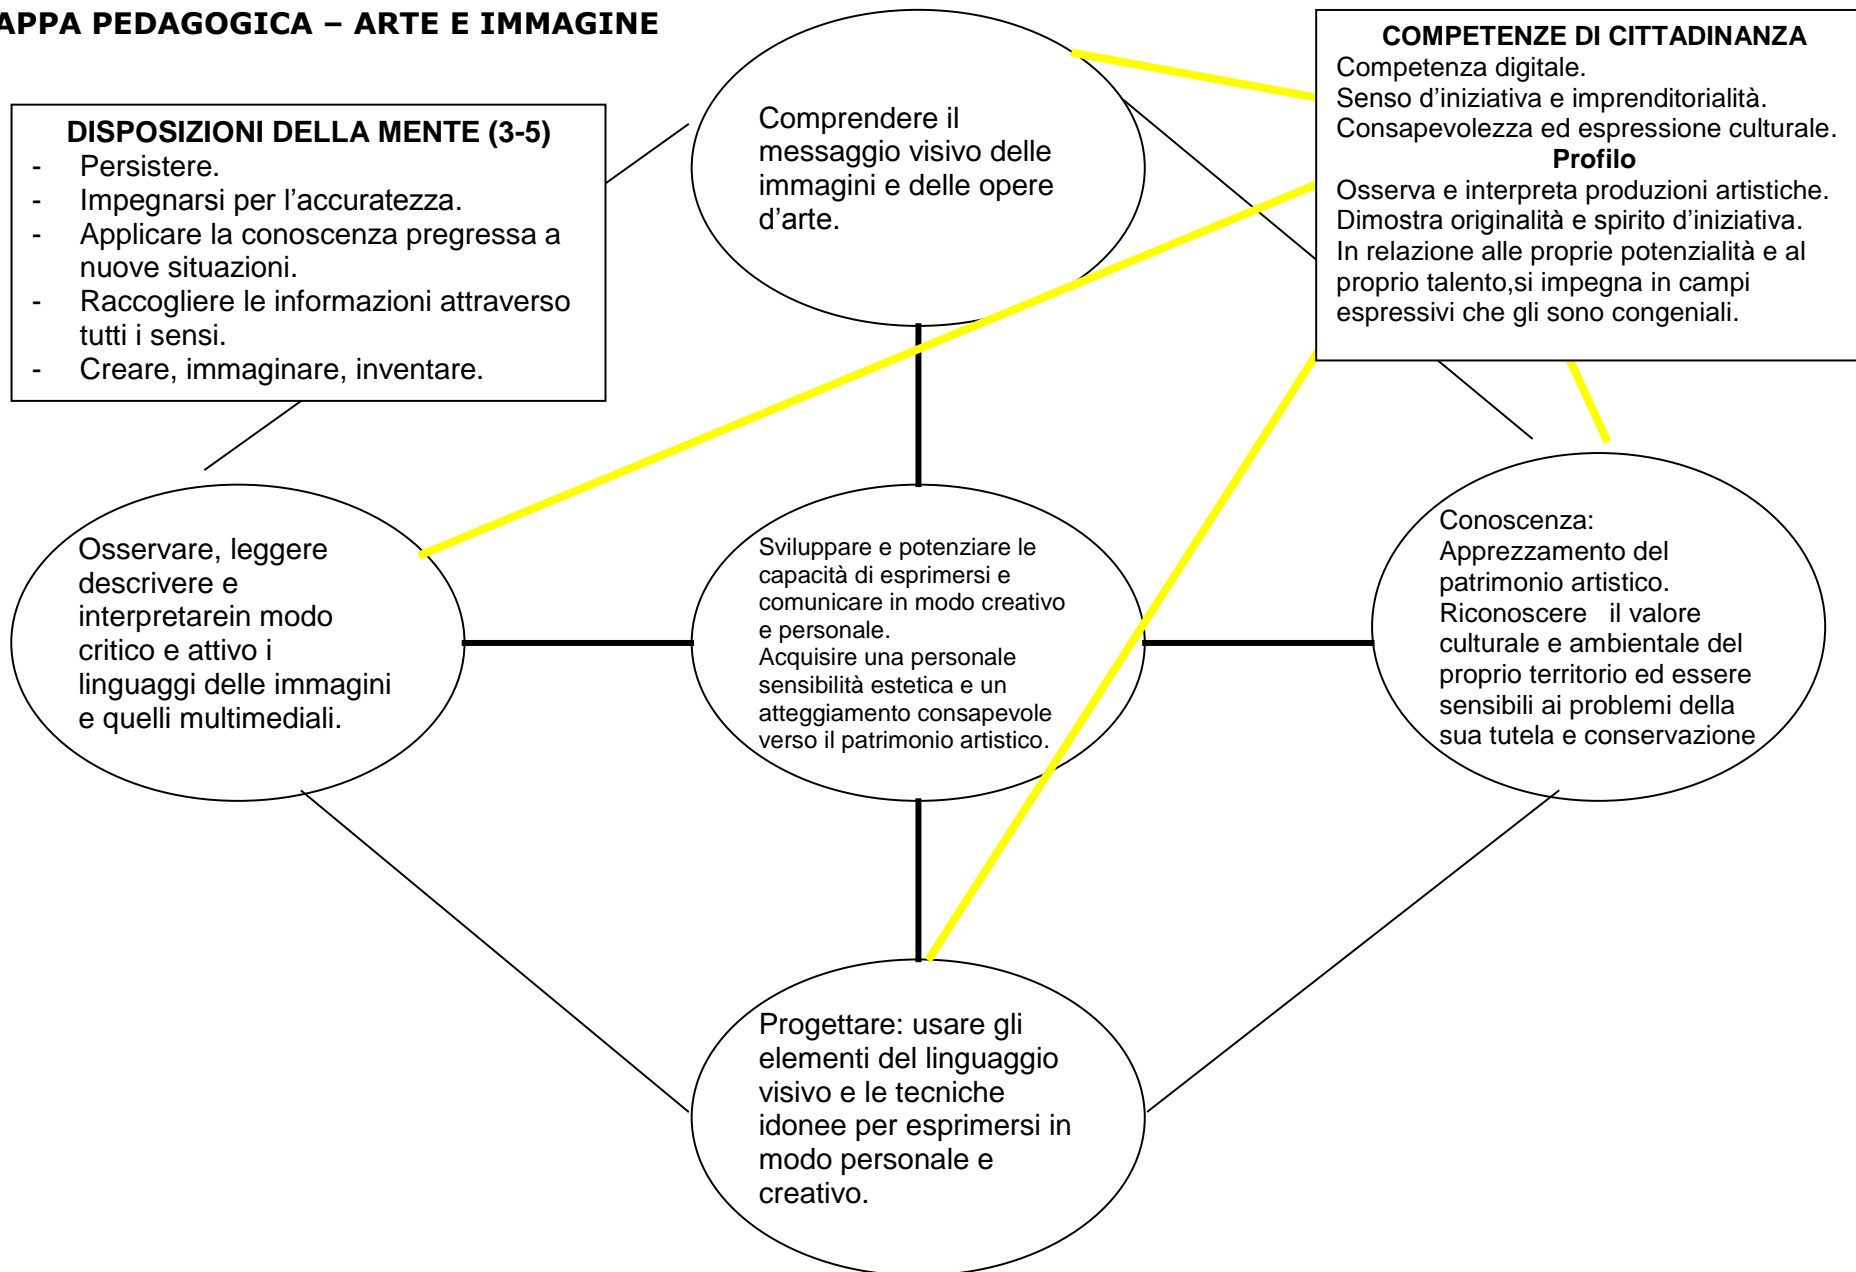 APPA PEDAGOGICA – ARTE E IMMAGINE
COMPETENZE DI CITTADINANZA
Competenza digitale.
Senso d'iniziativa e imprenditorialità.
Consapevolezza ed espressione culturale.
Profilo
Osserva e interpreta produzioni artistiche.
Dimostra originalità e spirito d'iniziativa.
In relazione alle proprie potenzialità e al
proprio talento,si impegna in campi
espressivi che gli sono congeniali.
DISPOSIZIONI DELLA MENTE (3-5)
- Persistere.
- Impegnarsi per l'accuratezza.
- Applicare la conoscenza pregressa a
nuove situazioni.
- Raccogliere le informazioni attraverso
tutti i sensi.
- Creare, immaginare, inventare.
Comprendere il
messaggio visivo delle
immagini e delle opere
d'arte.
Osservare, leggere
descrivere e
interpretarein modo
critico e attivo i
linguaggi delle immagini
e quelli multimediali.
Sviluppare e potenziare le
capacità di esprimersi e
comunicare in modo creativo
e personale.
Acquisire una personale
sensibilità estetica e un
atteggiamento consapevole
verso il patrimonio artistico.
Conoscenza:
Apprezzamento del
patrimonio artistico.
Riconoscere il valore
culturale e ambientale del
proprio territorio ed essere
sensibili ai problemi della
sua tutela e conservazione
Progettare: usare gli
elementi del linguaggio
visivo e le tecniche
idonee per esprimersi in
modo personale e
creativo.